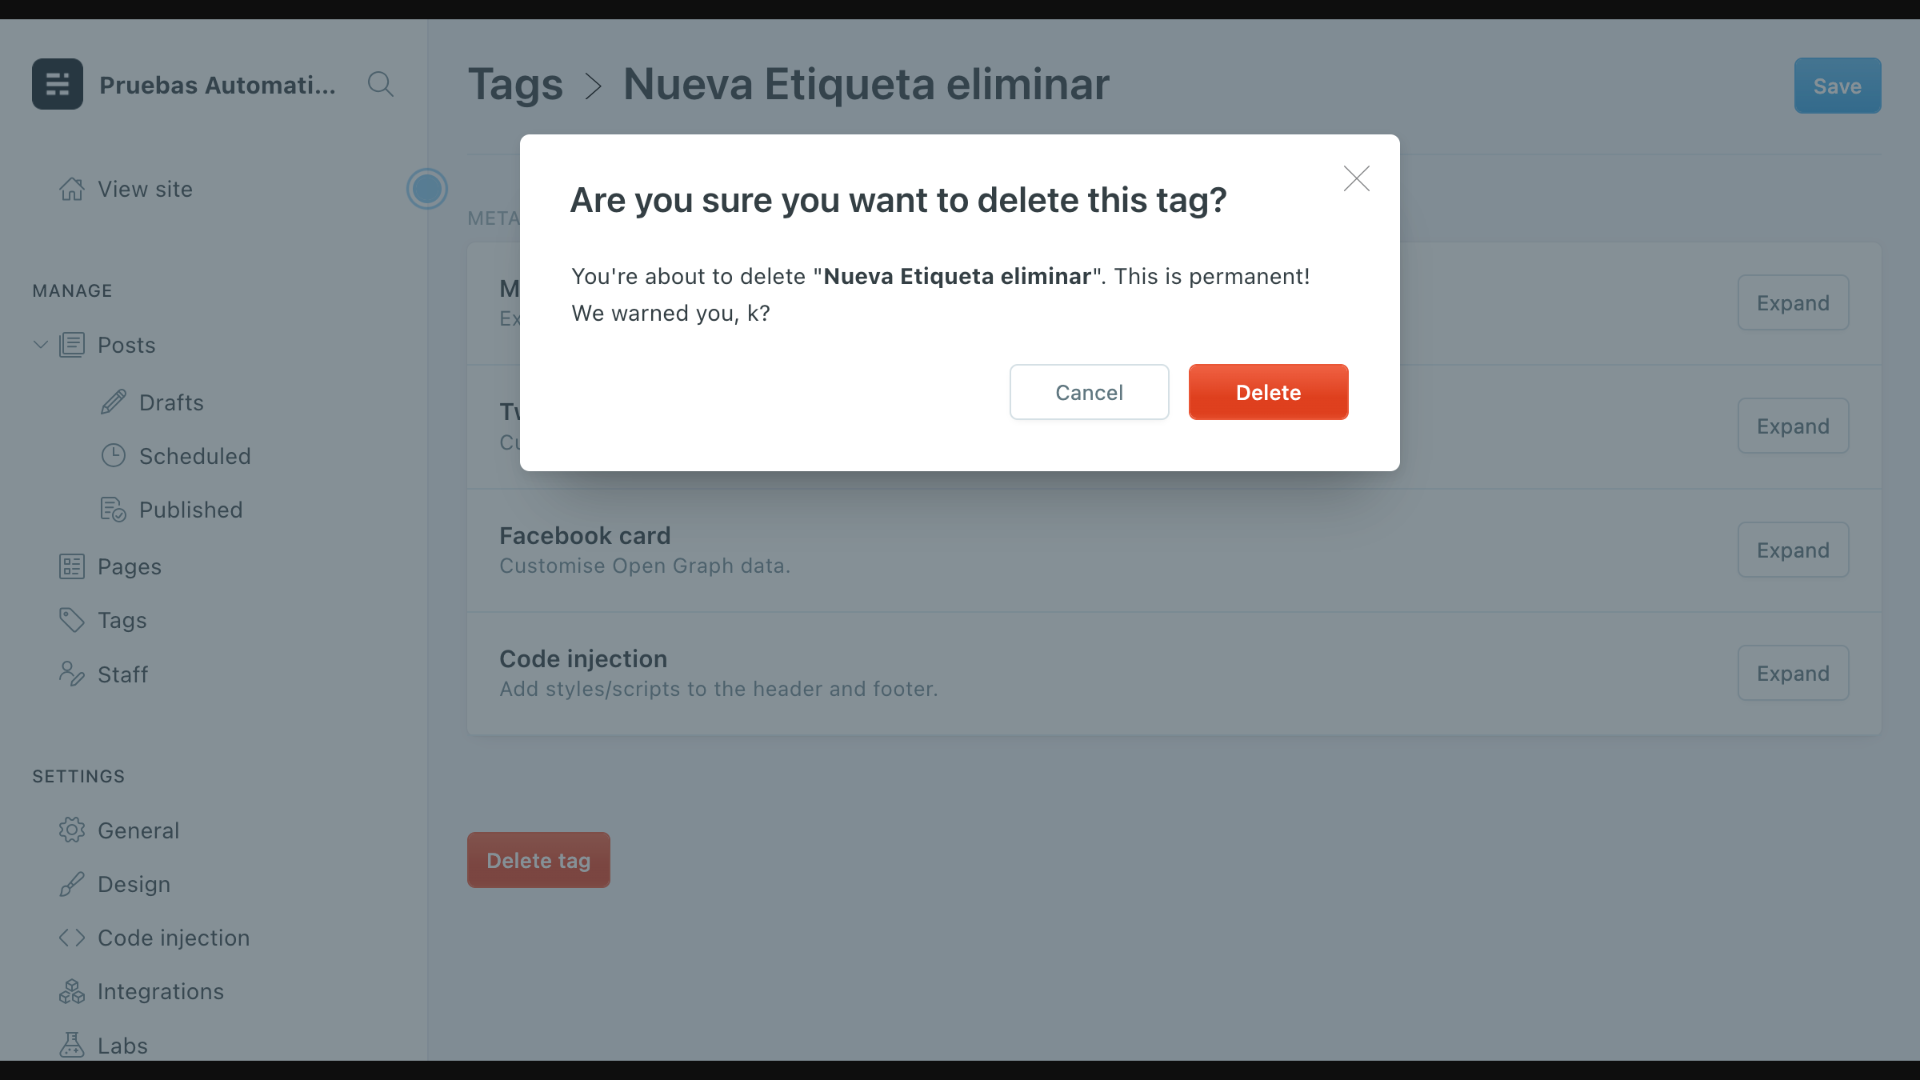 Pruebas Automati...
View site
MANAGE
Posts
Drafts
Scheduled
Published
Pages
Tags
Staff
SETTINGS
General
Design
Code injection
Integrations
Labs
Tags > Nueva Etiqueta eliminar
Save
META
Are you sure you want to delete this tag?
You're about to delete "Nueva Etiqueta eliminar". This is permanent!
We warned you, k?
Cancel
Delete
Expand
Expand
Facebook card
Customise Open Graph data.
Expand
Code injection
Add styles/scripts to the header and footer.
Expand
Delete tag